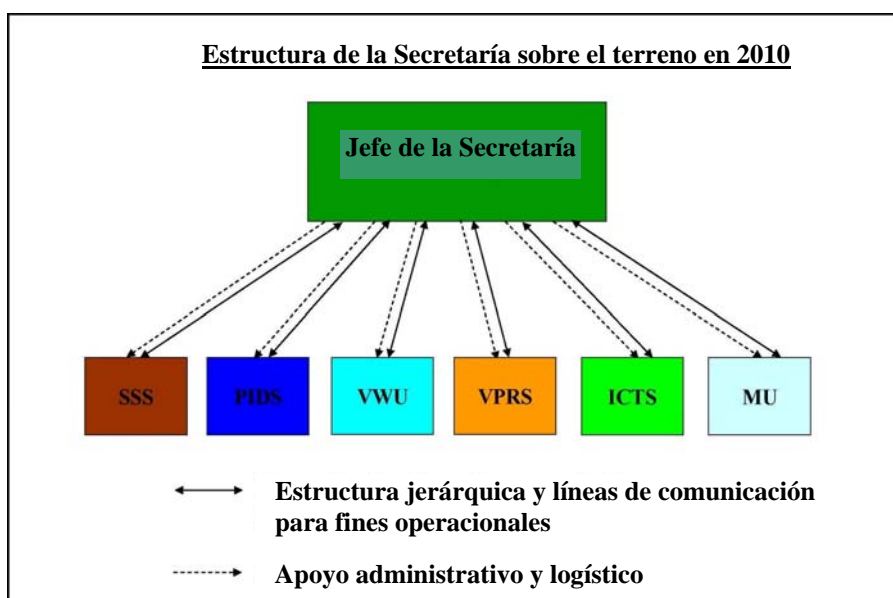 Estructura de la Secretaría sobre el terreno en 2010
Jefe de la Secretaría
SSS PIDS VWU VPRS ICTS MU
Estructura jerárquica y líneas de comunicación
para fines operacionales
Apoyo administrativo y logístico